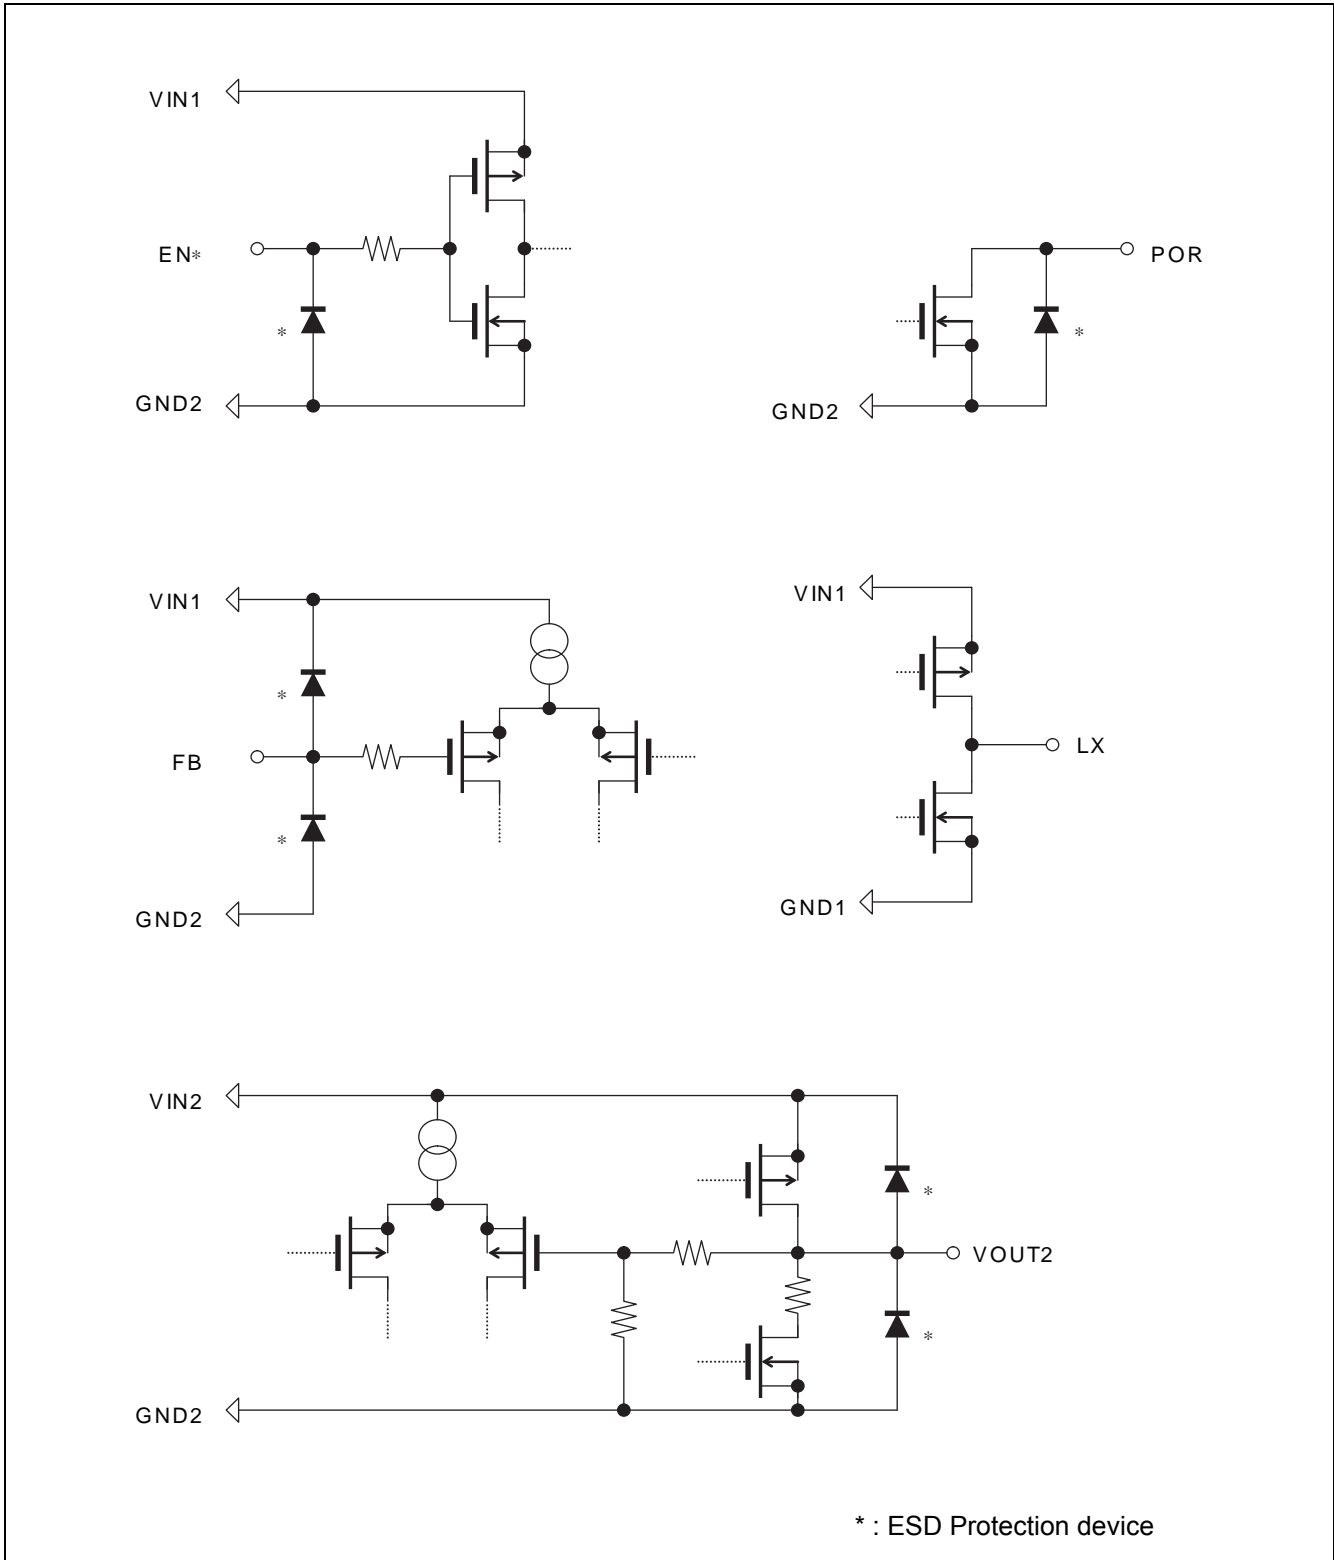 VIN1
EN*
*
GND2
POR
*
GND2
VIN1
*
FB
*
GND2
VIN1
LX
GND1
VIN2
*
VOUT2
*
GND2
* : ESD Protection device